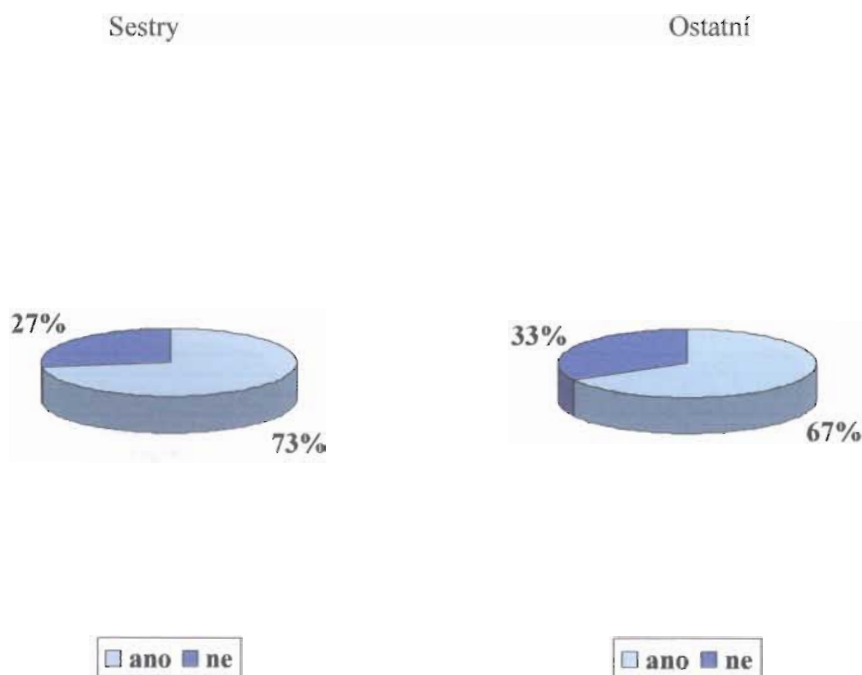 Sestry
Ostatní
27%
73%
33%
67%
ano ne
ano ne